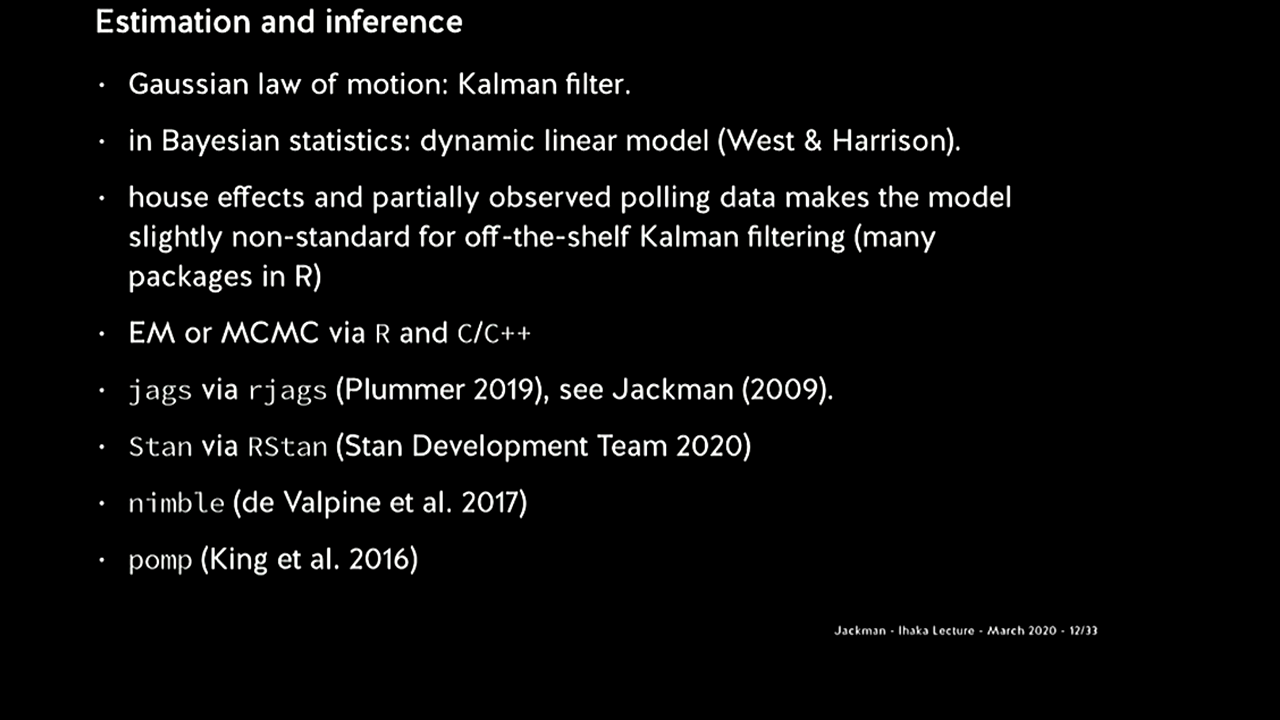 Estimation and inference
· Gaussian law of motion: Kalman filter.
· in Bayesian statistics: dynamic linear model (West & Harrison).
· house effects and partially observed polling data makes the model
slightly non-standard for off-the-shelf Kalman filtering (many
packages in R)
· EM or MCMC via R and C/C++
· jags via rjags (Plummer 2019), see Jackman (2009).
· Stan via RStan (Stan Development Team 2020)
· nimble (de Valpine et al. 2017)
· pomp (King et al. 2016)
Jackman - Ihaka Lecture - March 2020 - 12/33